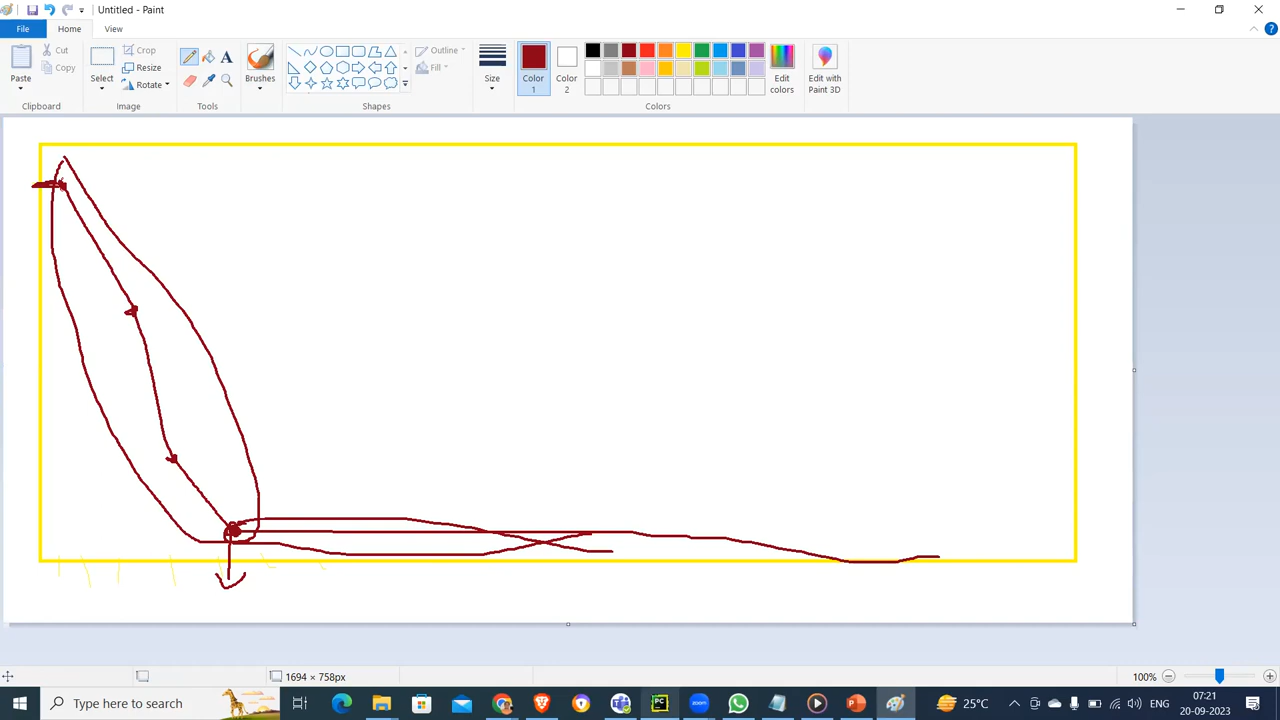 Untitled - Paint
File
Home
View
Paste
Cut
Copy
Clipboard
Select
Crop
Resize
Rotate
Image
A
Tools
Brushes
Shapes
Outline
Fill
Size
Color
1
Color
2
Colors
Edit
colors
Edit with
Paint 3D
1694 × 758px
100%
Type here to search
PC
zoom
25°C
ENG
07:21
20-09-2023